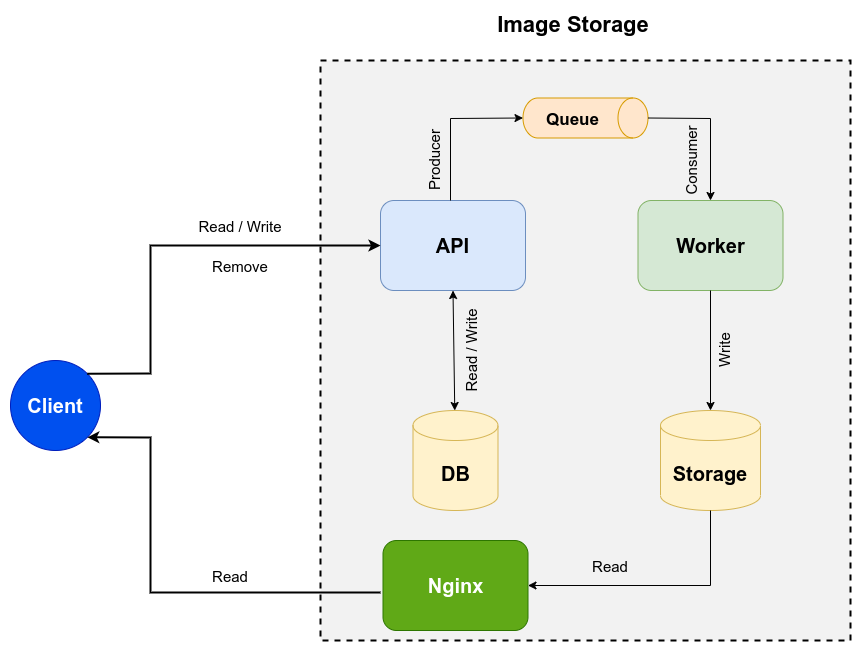 Image Storage
Queue
Producer
Consumer
Read / Write
Remove
API
Worker
Read / Write
Write
Client
DB
Storage
Read
Read
Nginx